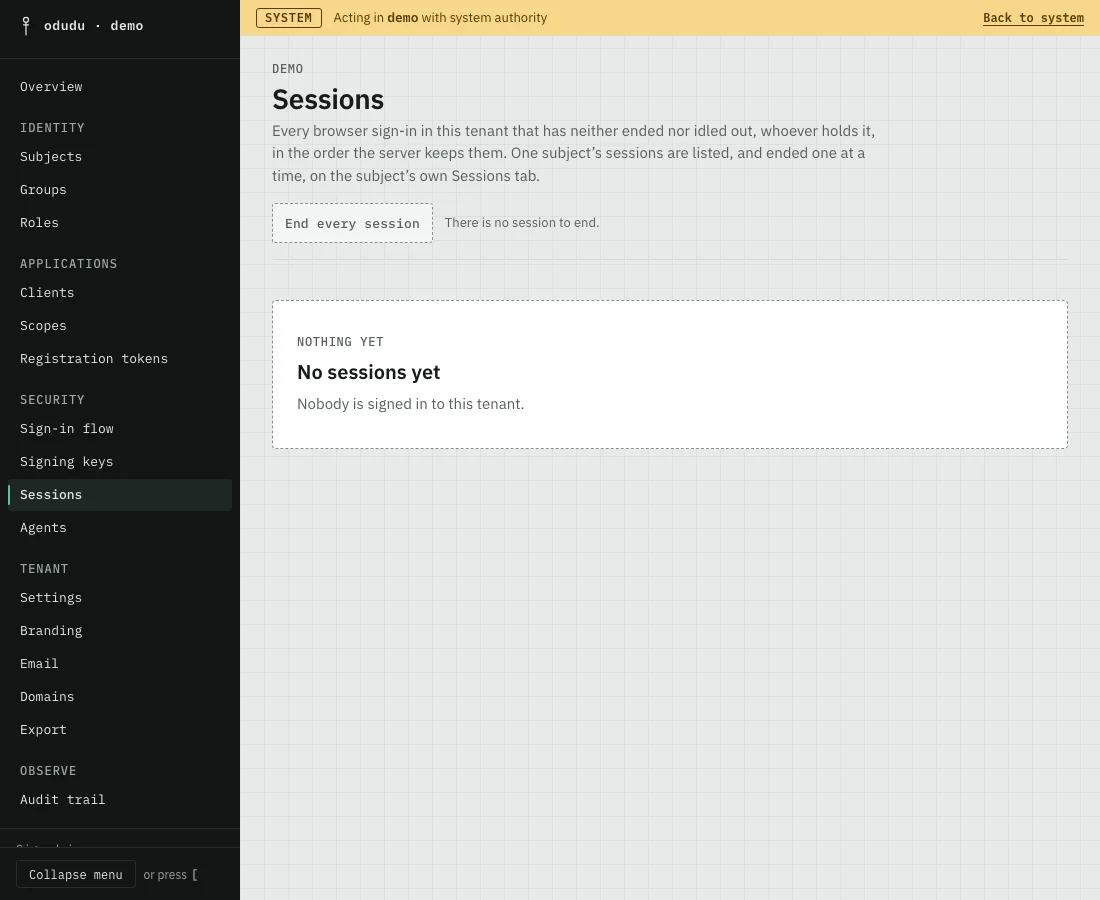 odudu · demo
Overview
IDENTITY
Subjects
Groups
Roles
APPLICATIONS
Clients
Scopes
Registration tokens
SECURITY
Sign-in flow
Signing keys
Sessions
Agents
TENANT
Settings
Branding
Email
Domains
Export
OBSERVE
Audit trail
Collapse menu or press [
SYSTEM Acting in demo with system authority Back to system
DEMO
Sessions
Every browser sign-in in this tenant that has neither ended nor idled out, whoever holds it,
in the order the server keeps them. One subject’s sessions are listed, and ended one at a
time, on the subject’s own Sessions tab.
End every session There is no session to end.
NOTHING YET
No sessions yet
Nobody is signed in to this tenant.